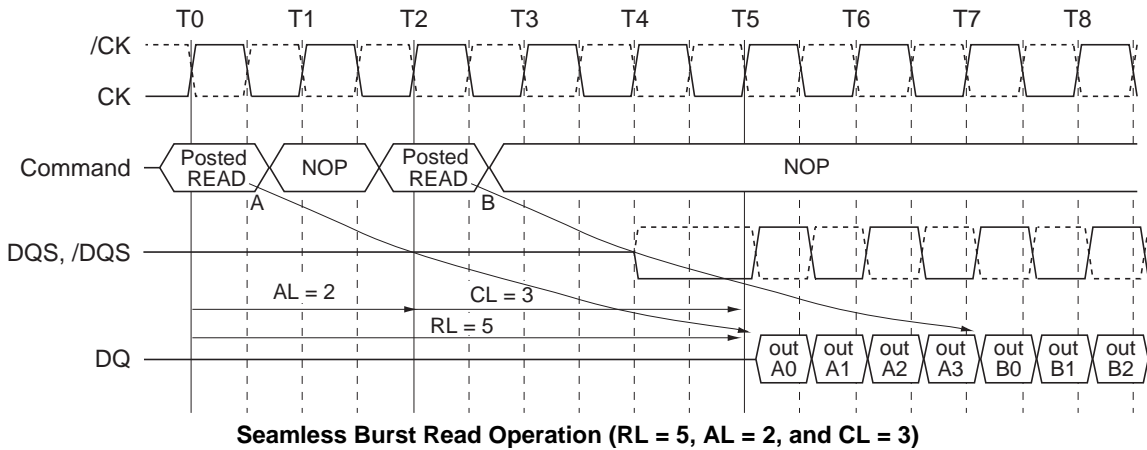 T0 T1 T2 T3 T4 T5 T6 T7 T8
/CK
CK
Command
Posted
READ
NOP
Posted
READ
NOP
A
B
DQS, /DQS
AL = 2
CL = 3
RL = 5
DQ
out
A0
out
A1
out
A2
out
A3
out
B0
out
B1
out
B2
Seamless Burst Read Operation (RL = 5, AL = 2, and CL = 3)